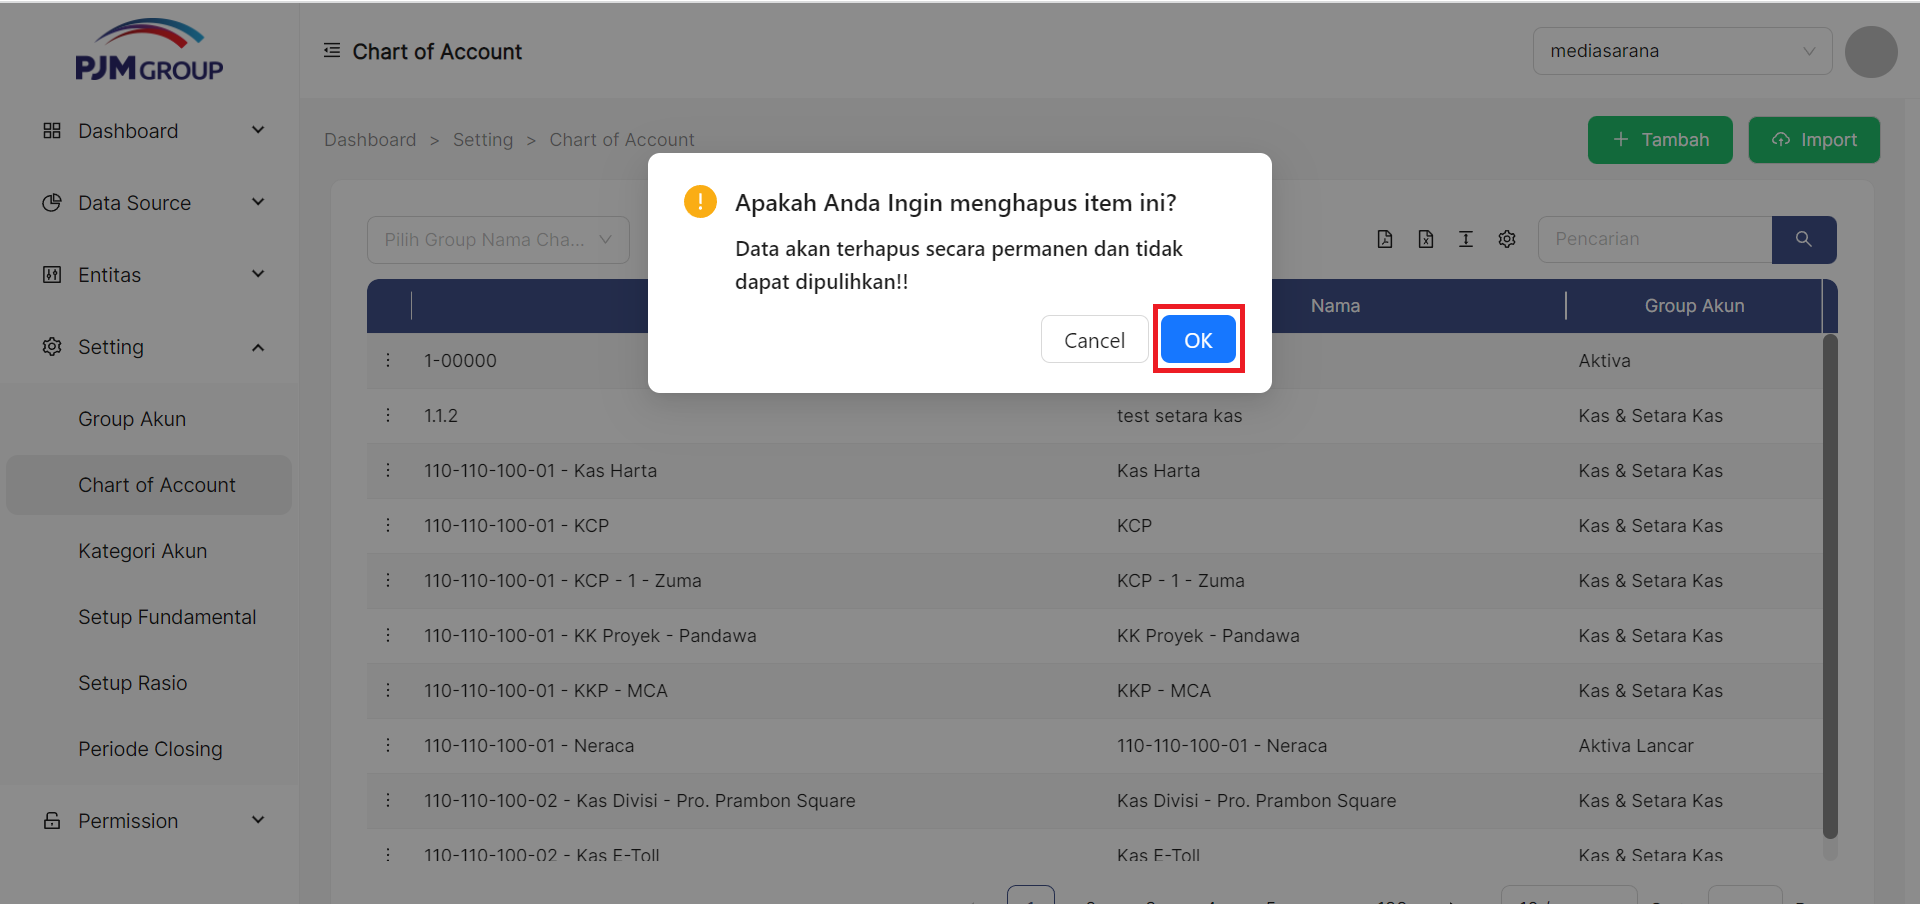 PJM GROUP
Chart of Account
mediasarana
Dashboard
Data Source
Entitas
Setting
Group Akun
Chart of Account
Kategori Akun
Setup Fundamental
Setup Rasio
Periode Closing
Permission
Dashboard > Setting > Chart of Account
+ Tambah
Import
Pilih Group Nama Cha...
Pencarian
Apakah Anda Ingin menghapus item ini?
Data akan terhapus secara permanen dan tidak
dapat dipulihkan!!
Cancel
OK
Nama
Group Akun
1-00000
Aktiva
1.1.2
test setara kas
Kas & Setara Kas
110-110-100-01 - Kas Harta
Kas Harta
Kas & Setara Kas
110-110-100-01 - KCP
KCP
Kas & Setara Kas
110-110-100-01 - KCP - 1 - Zuma
KCP - 1 - Zuma
Kas & Setara Kas
110-110-100-01 - KK Proyek - Pandawa
KK Proyek - Pandawa
Kas & Setara Kas
110-110-100-01 - KKP - MCA
KKP - MCA
Kas & Setara Kas
110-110-100-01 - Neraca
110-110-100-01 - Neraca
Aktiva Lancar
110-110-100-02 - Kas Divisi - Pro. Prambon Square
Kas Divisi - Pro. Prambon Square
Kas & Setara Kas
110-110-100-02 - Kas E-Toll
Kas E-Toll
Kas & Setara Kas